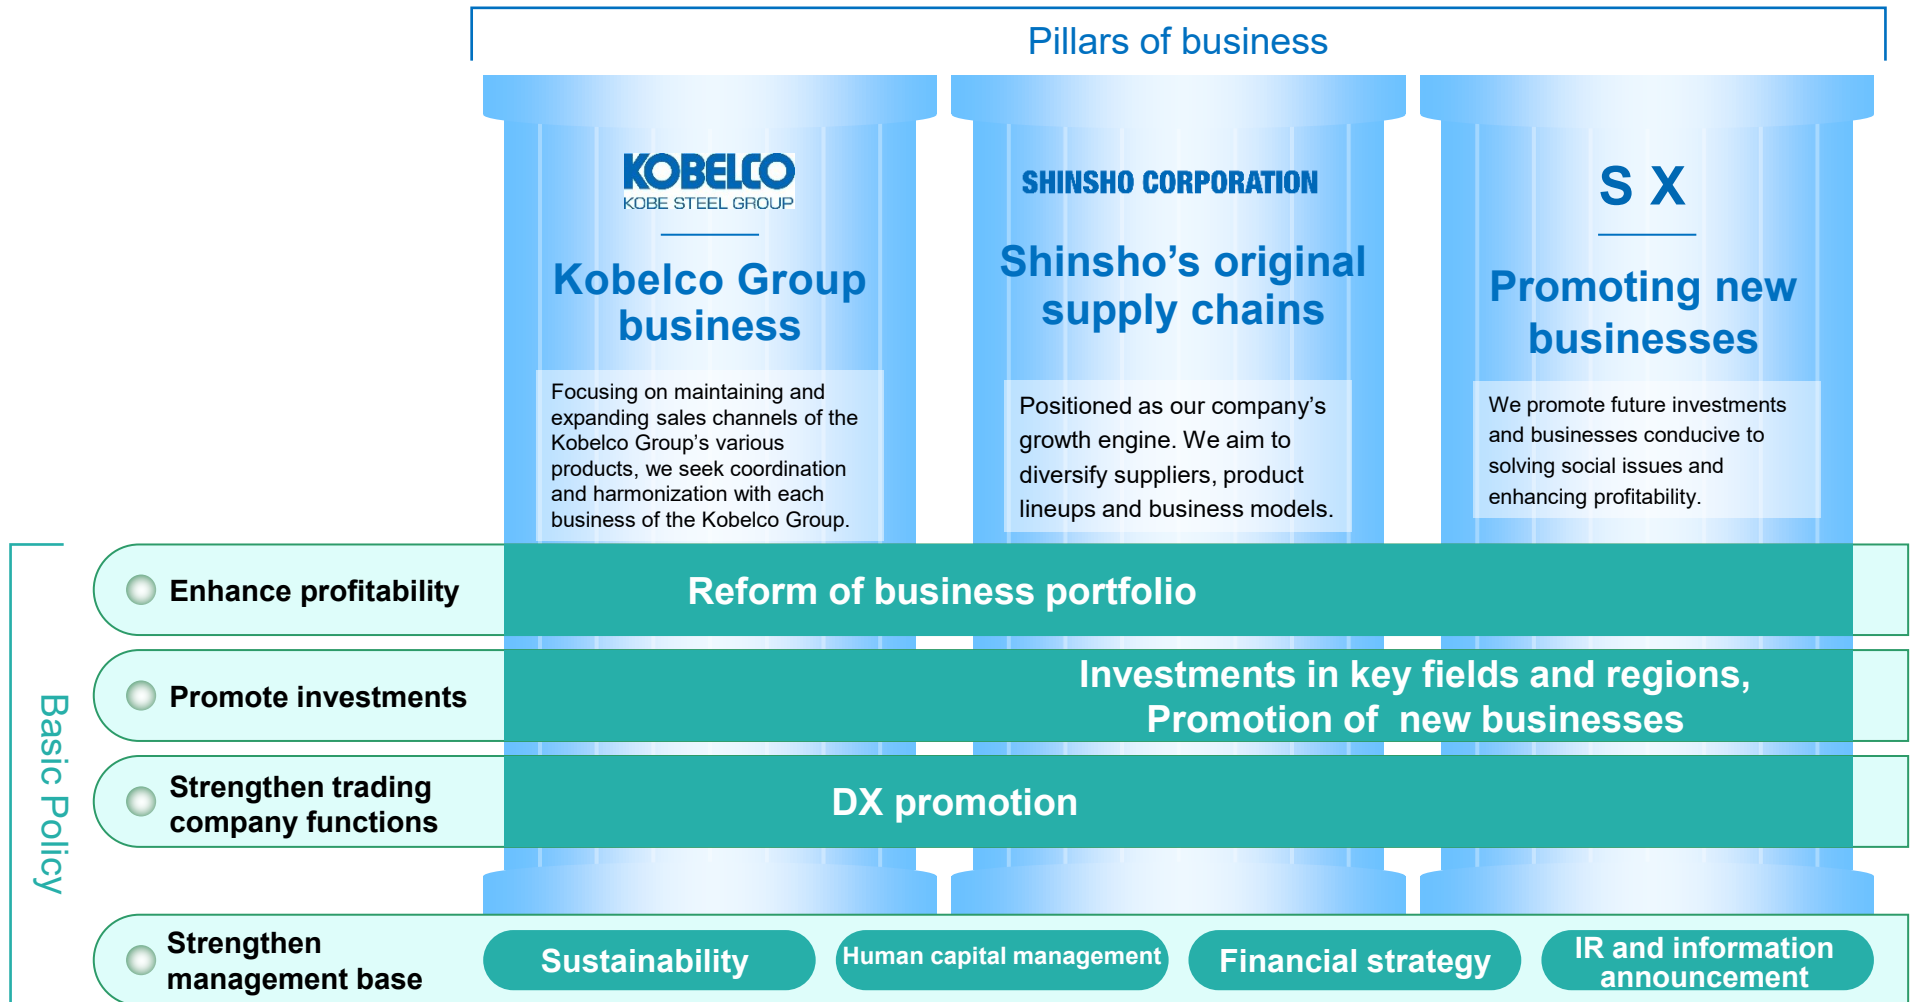 Pillars of business
KOBELCO
KOBE STEEL GROUP
Kobelco Group
business
Focusing on maintaining and
expanding sales channels of the
Kobelco Group’s various
products, we seek coordination
and harmonization with each
business of the Kobelco Group.
SHINSHO CORPORATION
Shinsho’s original
supply chains
Positioned as our company’s
growth engine. We aim to
diversify suppliers, product
lineups and business models.
S X
Promoting new
businesses
We promote future investments
and businesses conducive to
solving social issues and
enhancing profitability.
Basic Policy
Enhance profitability
Reform of business portfolio
Promote investments
Investments in key fields and regions,
Promotion of new businesses
Strengthen trading
company functions
DX promotion
Strengthen
management base
Sustainability
Human capital management
Financial strategy
IR and information
announcement